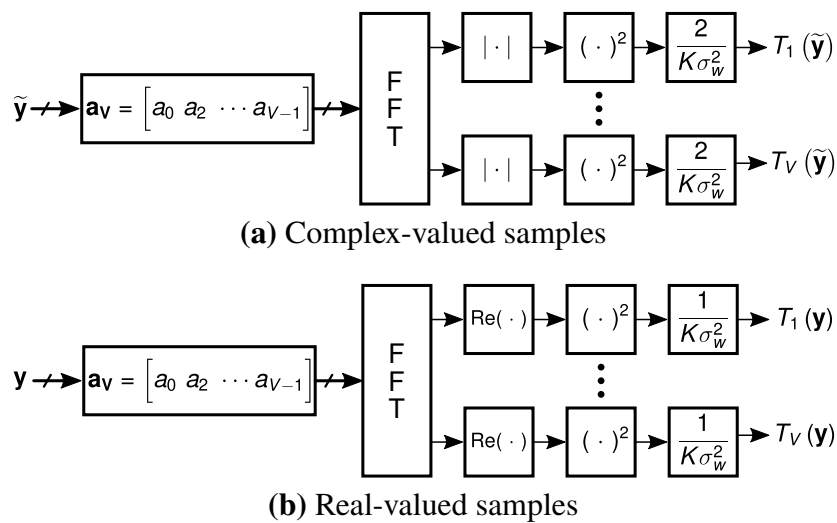 ỹ a_V = [a_0 a_2 ⋯ a_{V−1}] F F T |·| (·)^2 2/(Kσ_w^2) T_1 (ỹ)
|·| (·)^2 2/(Kσ_w^2) T_V (ỹ)
(a) Complex-valued samples
y a_V = [a_0 a_2 ⋯ a_{V−1}] F F T Re(·) (·)^2 1/(Kσ_w^2) T_1 (y)
Re(·) (·)^2 1/(Kσ_w^2) T_V (y)
(b) Real-valued samples